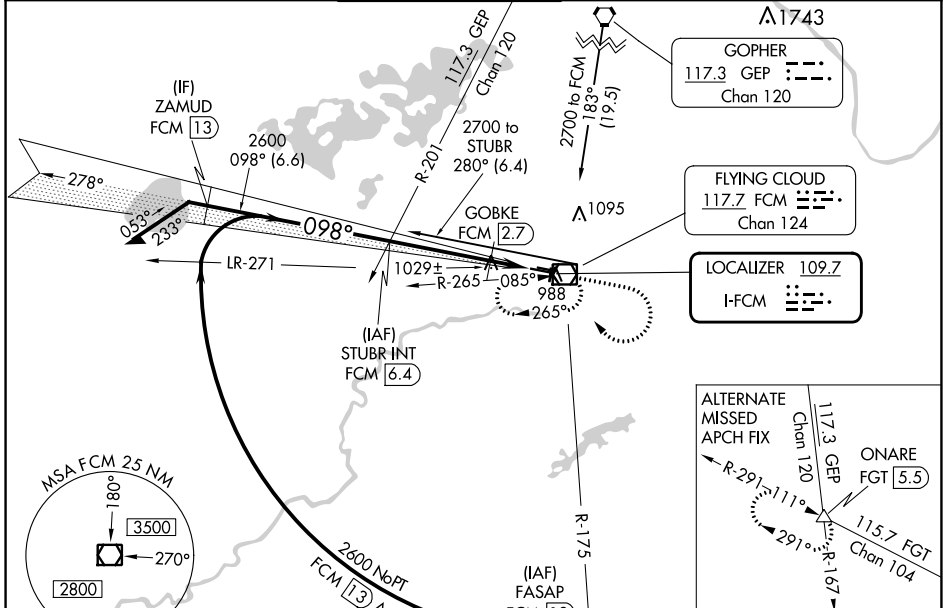 1743
GOPHER
117.3 GEP
Chan 120
117.3 GEP
Chan 120
2700 to FCM
183°
(19.5)
(IF)
ZAMUD
FCM 13
2600
098° (6.6)
R-201
2700 to
STUBR
280° (6.4)
278°
053°
233°
098°
GOBKE
FCM 2.7
1095
FLYING CLOUD
117.7 FCM
Chan 124
LOCALIZER 109.7
I-FCM
LR-271
1029±
R-265
085°
988
265°
(IAF)
STUBR INT
FCM 6.4
R-175
ALTERNATE
MISSED
APCH FIX
117.3 GEP
Chan 120
ONARE
FGT 5.5
R-291
111°
291°
115.7 FGT
Chan 104
R-167
MSA FCM 25 NM
180°
3500
270°
2800
2600 NoPT
FCM 13
(IAF)
FASAP